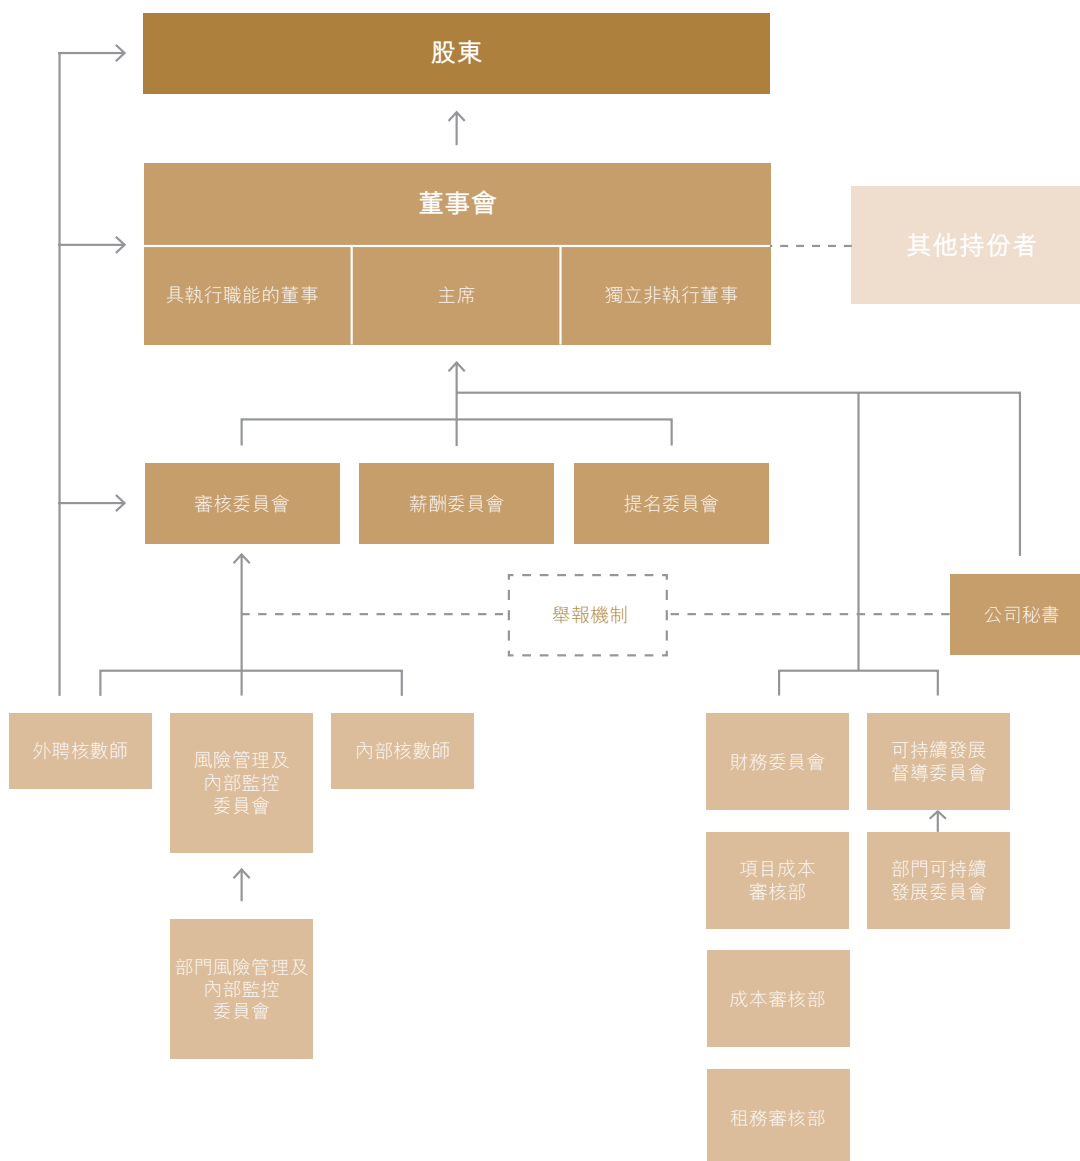 股東
董事會
其他持份者
具執行職能的董事
主席
獨立非執行董事
審核委員會
薪酬委員會
提名委員會
舉報機制
公司秘書
外聘核數師
風險管理及
內部監控
委員會
內部核數師
財務委員會
可持續發展
督導委員會
項目成本
審核部
部門可持續
發展委員會
部門風險管理及
內部監控
委員會
成本審核部
租務審核部